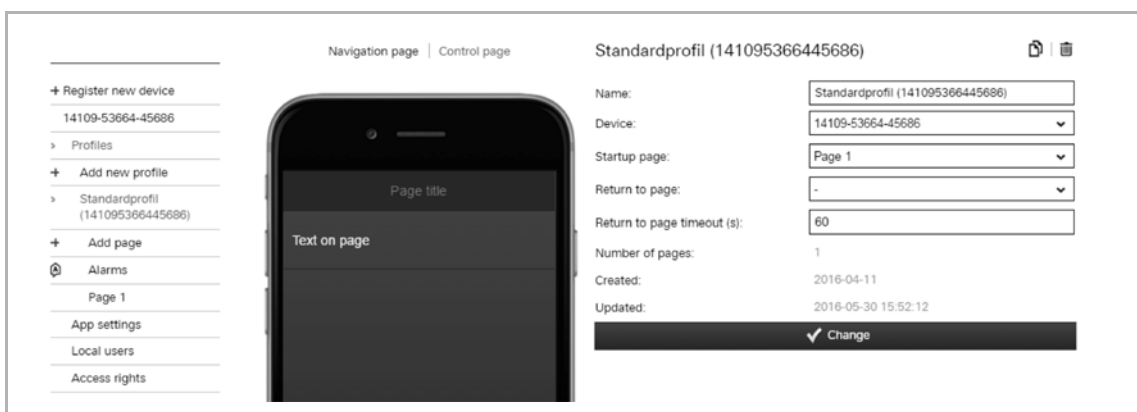 Navigation page | Control page
+ Register new device
14109-53664-45686
› Profiles
+ Add new profile
› Standardprofil
(141095366445686)
+ Add page
Alarms
Page 1
App settings
Local users
Access rights
Page title
Text on page
Standardprofil (141095366445686)
Name: Standardprofil (141095366445686)
Device: 14109-53664-45686
Startup page: Page 1
Return to page: -
Return to page timeout (s): 60
Number of pages: 1
Created: 2016-04-11
Updated: 2016-05-30 15:52:12
Change